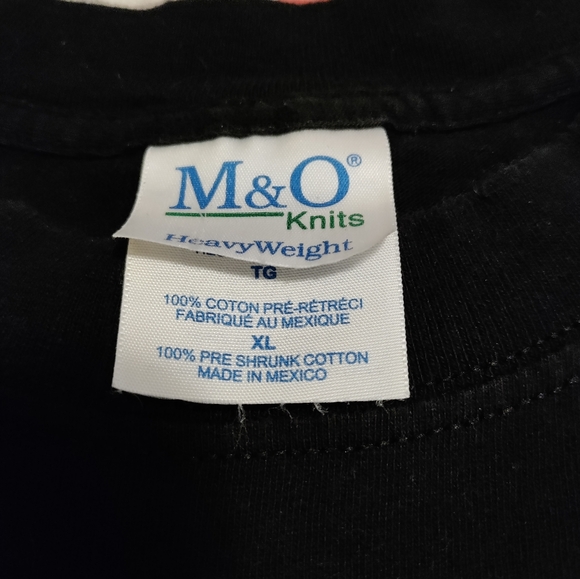 M&O®
Knits
HeavyWeight
TG
100% COTON PRÉ-RÉTRÉCI
FABRIQUÉ AU MEXIQUE
XL
100% PRE SHRUNK COTTON
MADE IN MEXICO